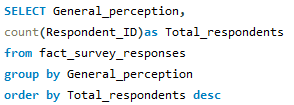 SELECT General_perception,
count(Respondent_ID)as Total_respondents
from fact_survey_responses
group by General_perception
order by Total_respondents desc